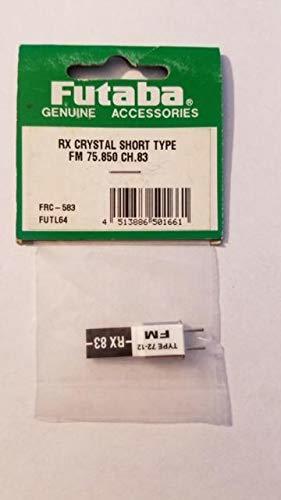 Futaba®
GENUINE ACCESSORIES
RX CRYSTAL SHORT TYPE
FM 75.850 CH.83
FRC-583
FUTL64
4 513886 501661
TYPE 72-12
FM
RX 83